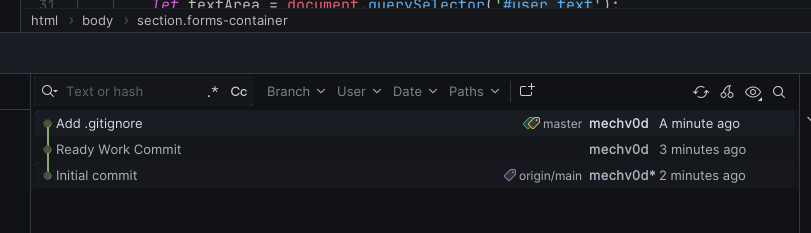 31 let textArea = document.querySelector('#user_text');
html > body > section.forms-container
Text or hash .* Cc Branch User Date Paths
Add .gitignore master mechv0d A minute ago
Ready Work Commit mechv0d 3 minutes ago
Initial commit origin/main mechv0d* 2 minutes ago